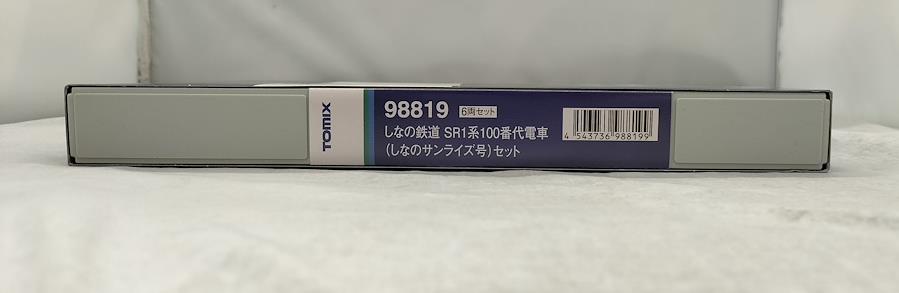 TOMIX
98819 6両セット
しなの鉄道 SR1系100番代電車
(しなのサンライズ号)セット
4 543736 988199